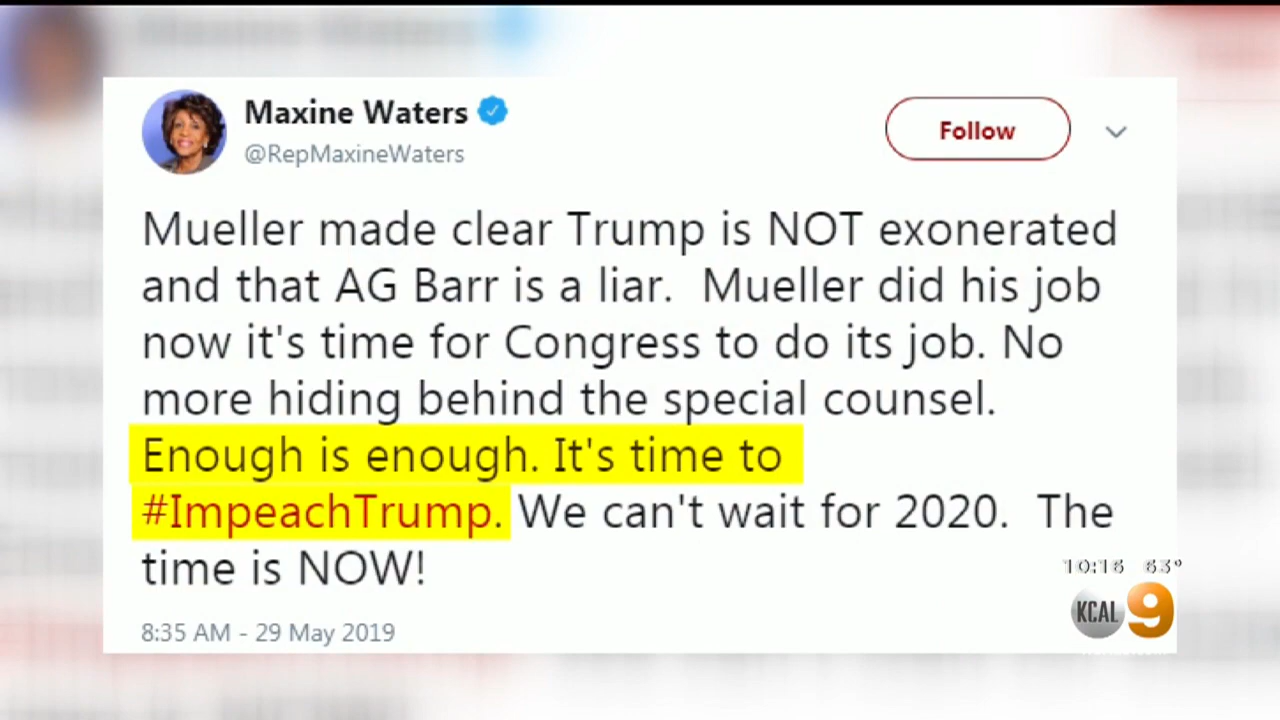 Maxine Waters
@RepMaxineWaters
Follow
Mueller made clear Trump is NOT exonerated
and that AG Barr is a liar.  Mueller did his job
now it's time for Congress to do its job. No
more hiding behind the special counsel.
Enough is enough. It's time to
#ImpeachTrump. We can't wait for 2020.  The
time is NOW!
8:35 AM - 29 May 2019
10:16 63°
KCAL 9